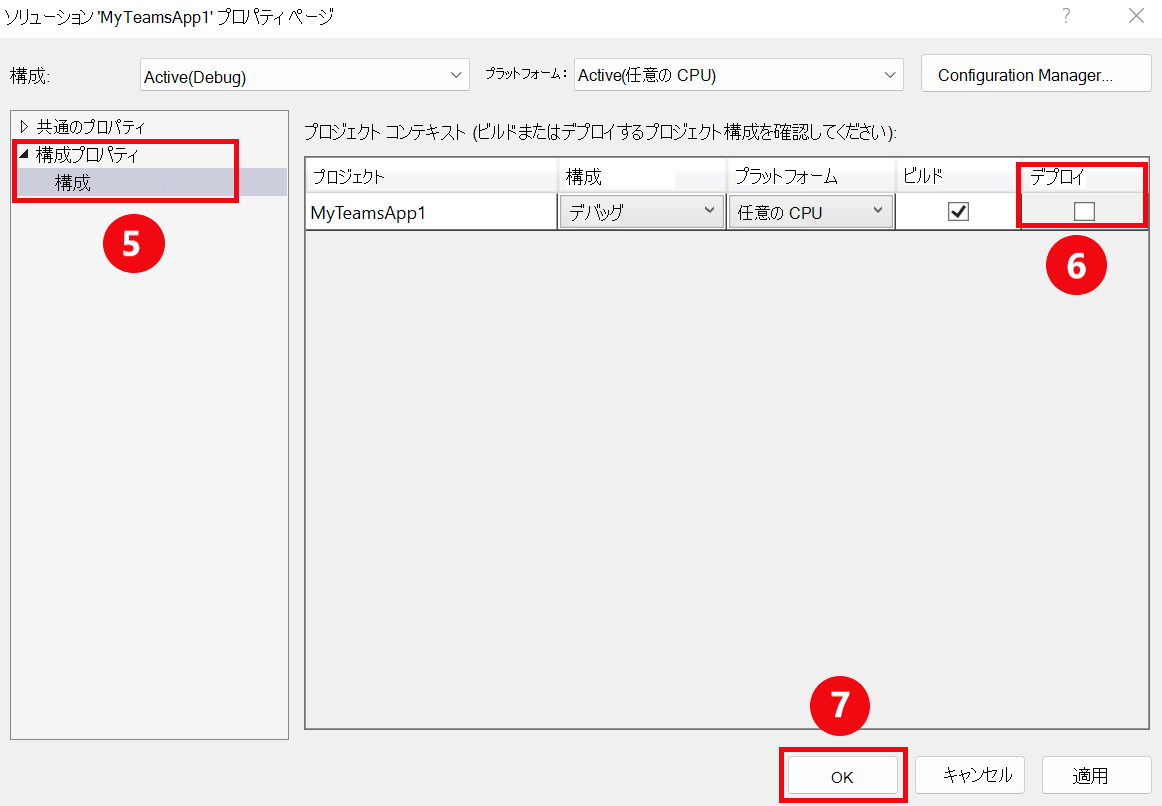 ソリューション 'MyTeamsApp1' プロパティ ページ
?
構成:
Active(Debug)
プラットフォーム:
Active(任意の CPU)
Configuration Manager...
共通のプロパティ
構成プロパティ
構成
5
プロジェクト コンテキスト (ビルドまたはデプロイするプロジェクト構成を確認してください):
プロジェクト 構成 プラットフォーム ビルド デプロイ
MyTeamsApp1 デバッグ 任意の CPU
6
7
OK キャンセル 適用